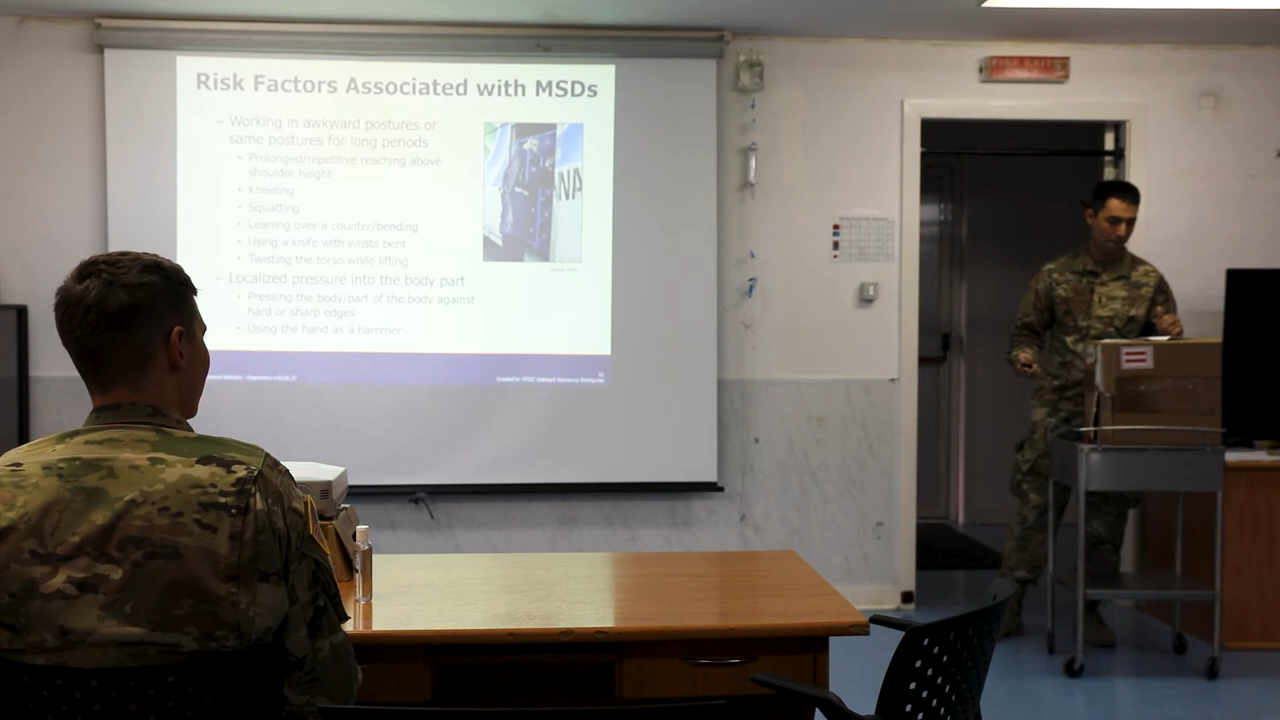 Risk Factors Associated with MSDs
– Working in awkward postures or
same postures for long periods
• Prolonged/repetitive reaching above
shoulder height
• Kneeling
• Squatting
• Leaning over a counter/bending
• Using a knife with wrists bent
• Twisting the torso while lifting
– Localized pressure into the body part
• Pressing the body/part of the body against
hard or sharp edges
• Using the hand as a hammer
FIRE EXIT
ONLY